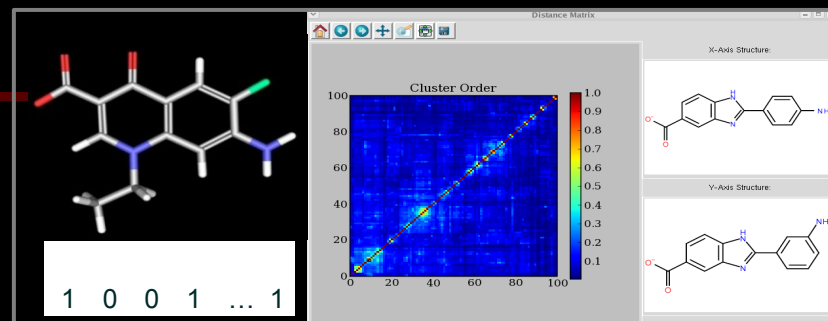 Distance Matrix
1 0 0 1 ... 1
Cluster Order
100
80
60
40
20
0
0 20 40 60 80 100
1.0
0.9
0.8
0.7
0.6
0.5
0.4
0.3
0.2
0.1
X-Axis Structure:
H
N
N
NH
O⁻
O
Y-Axis Structure:
NH
H
N
N
O⁻
O